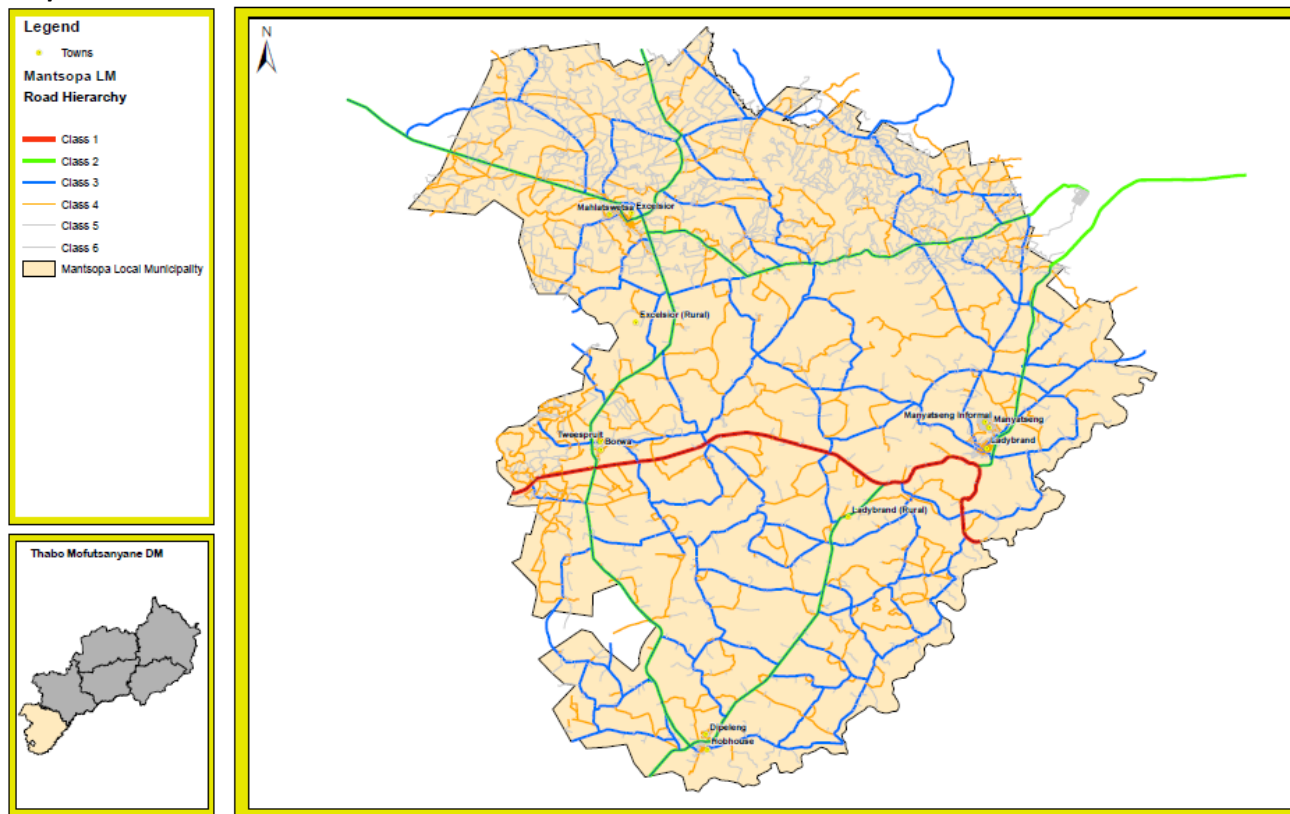 Legend
Towns
Mantsopa LM
Road Hierarchy
Class 1
Class 2
Class 3
Class 4
Class 5
Class 6
Mantsopa Local Municipality
Thabo Mofutsanyane DM
N
Mahlatswetsa
Excelsior
Excelsior (Rural)
Manyatseng Informal
Manyatseng
Ladybrand
Tweespruit
Borwa
Ladybrand (Rural)
Dipeleng
Hobhouse